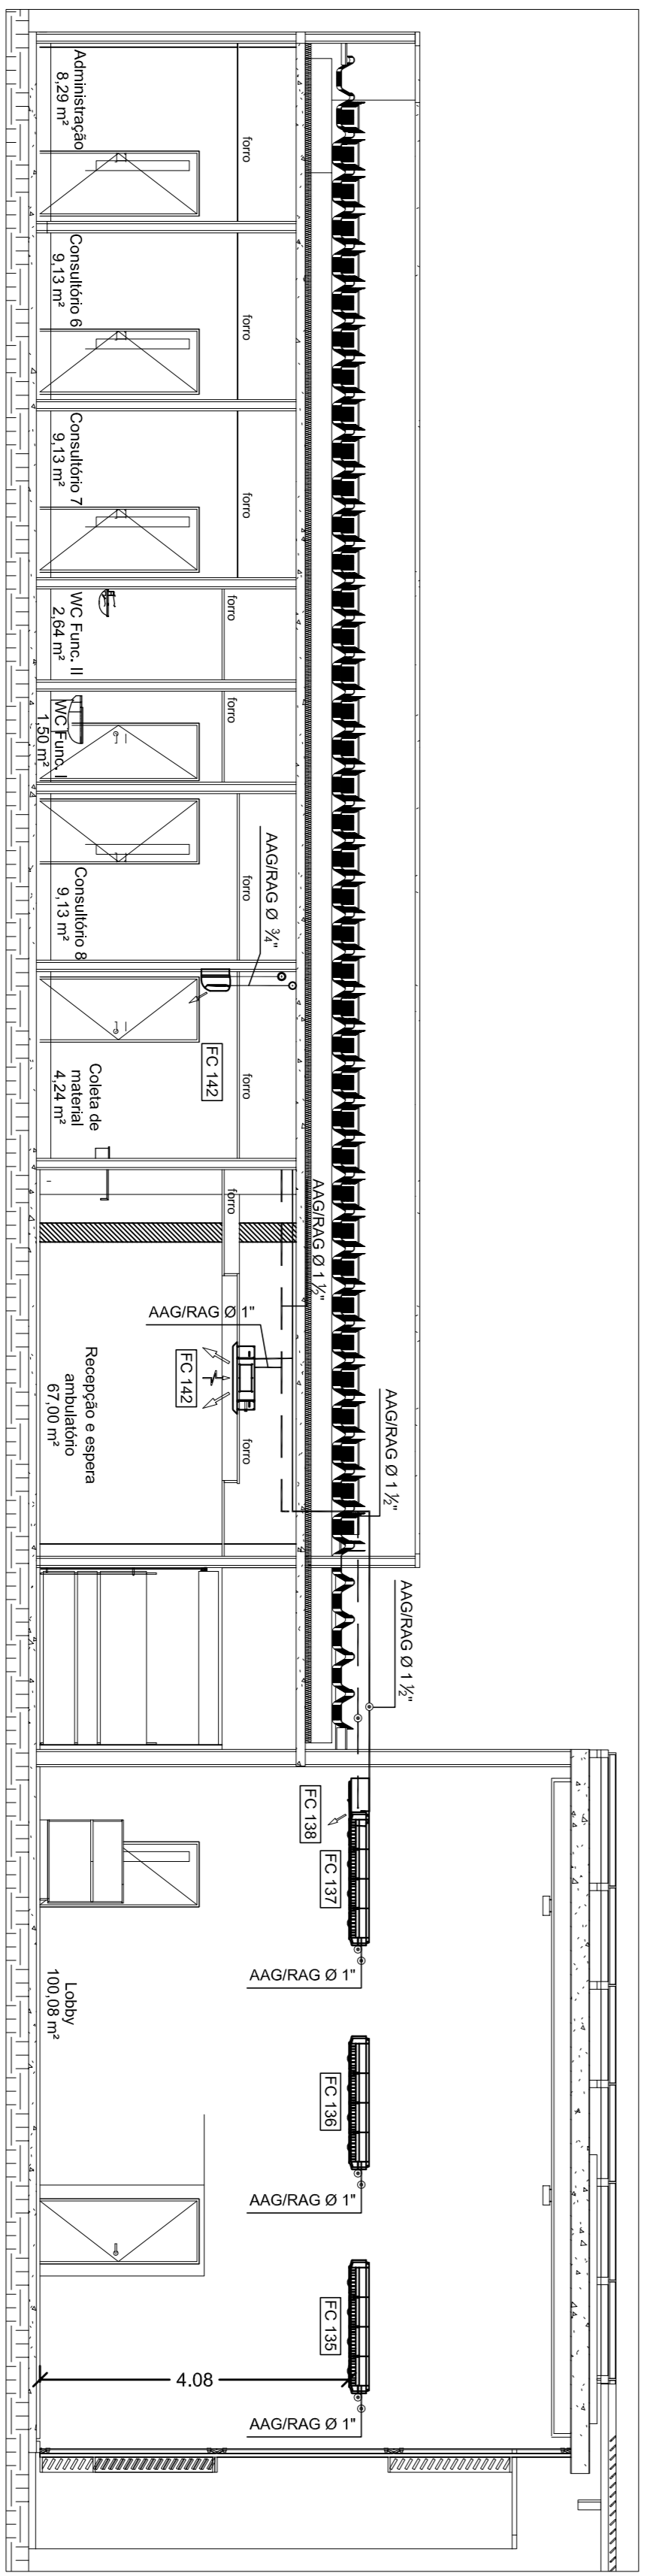 Administração
8,29 m²
forro
Consultório 6
9,13 m²
forro
Consultório 7
9,13 m²
forro
WC Func. II
2,64 m²
forro
WC Func. I
1,50 m²
forro
Consultório 8
9,13 m²
forro
AAG/RAG Ø ¾"
FC 142
Coleta de
material
4,24 m²
forro
forro
AAG/RAG Ø 1 ½"
AAG/RAG Ø 1"
FC 142
Recepção e espera
ambulatório
67,00 m²
forro
AAG/RAG Ø 1 ½"
AAG/RAG Ø 1 ½"
FC 138
FC 137
AAG/RAG Ø 1"
Lobby
100,08 m²
FC 136
AAG/RAG Ø 1"
FC 135
4.08
AAG/RAG Ø 1"